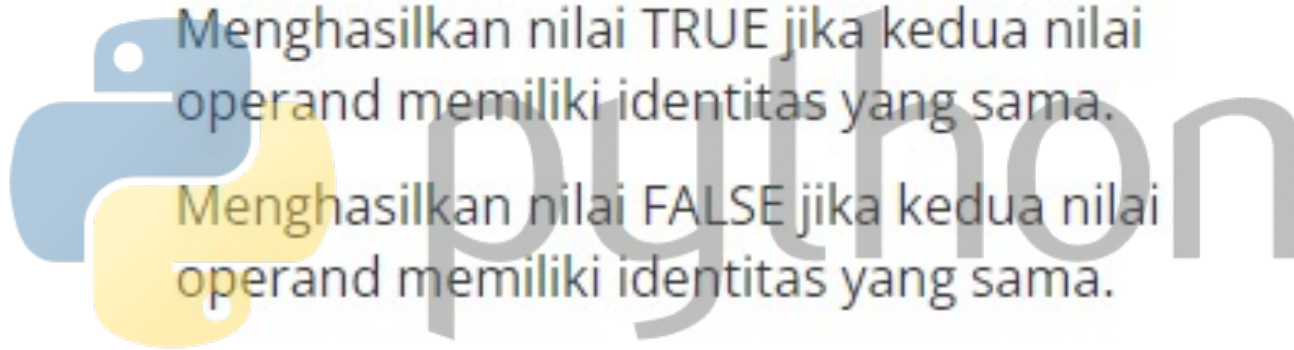 Menghasilkan nilai TRUE jika kedua nilai
operand memiliki identitas yang sama.
Menghasilkan nilai FALSE jika kedua nilai
operand memiliki identitas yang sama.
python